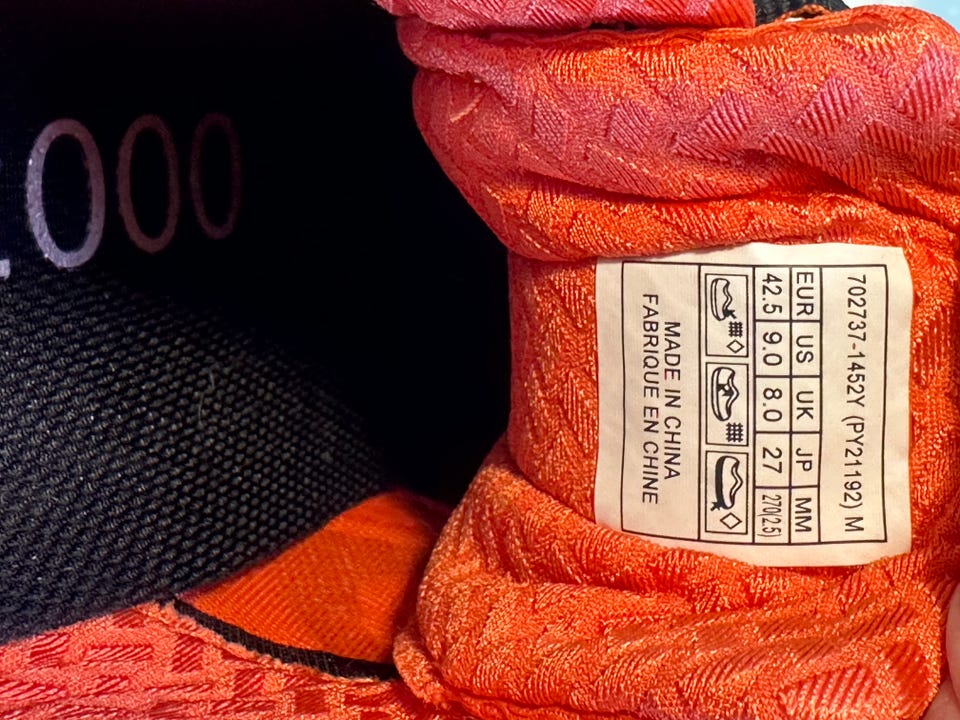 702737-1452Y (PY21192) M
EUR US UK JP MM
42.5 9.0 8.0 27 270(2.5)
MADE IN CHINA
FABRIQUE EN CHINE
.000